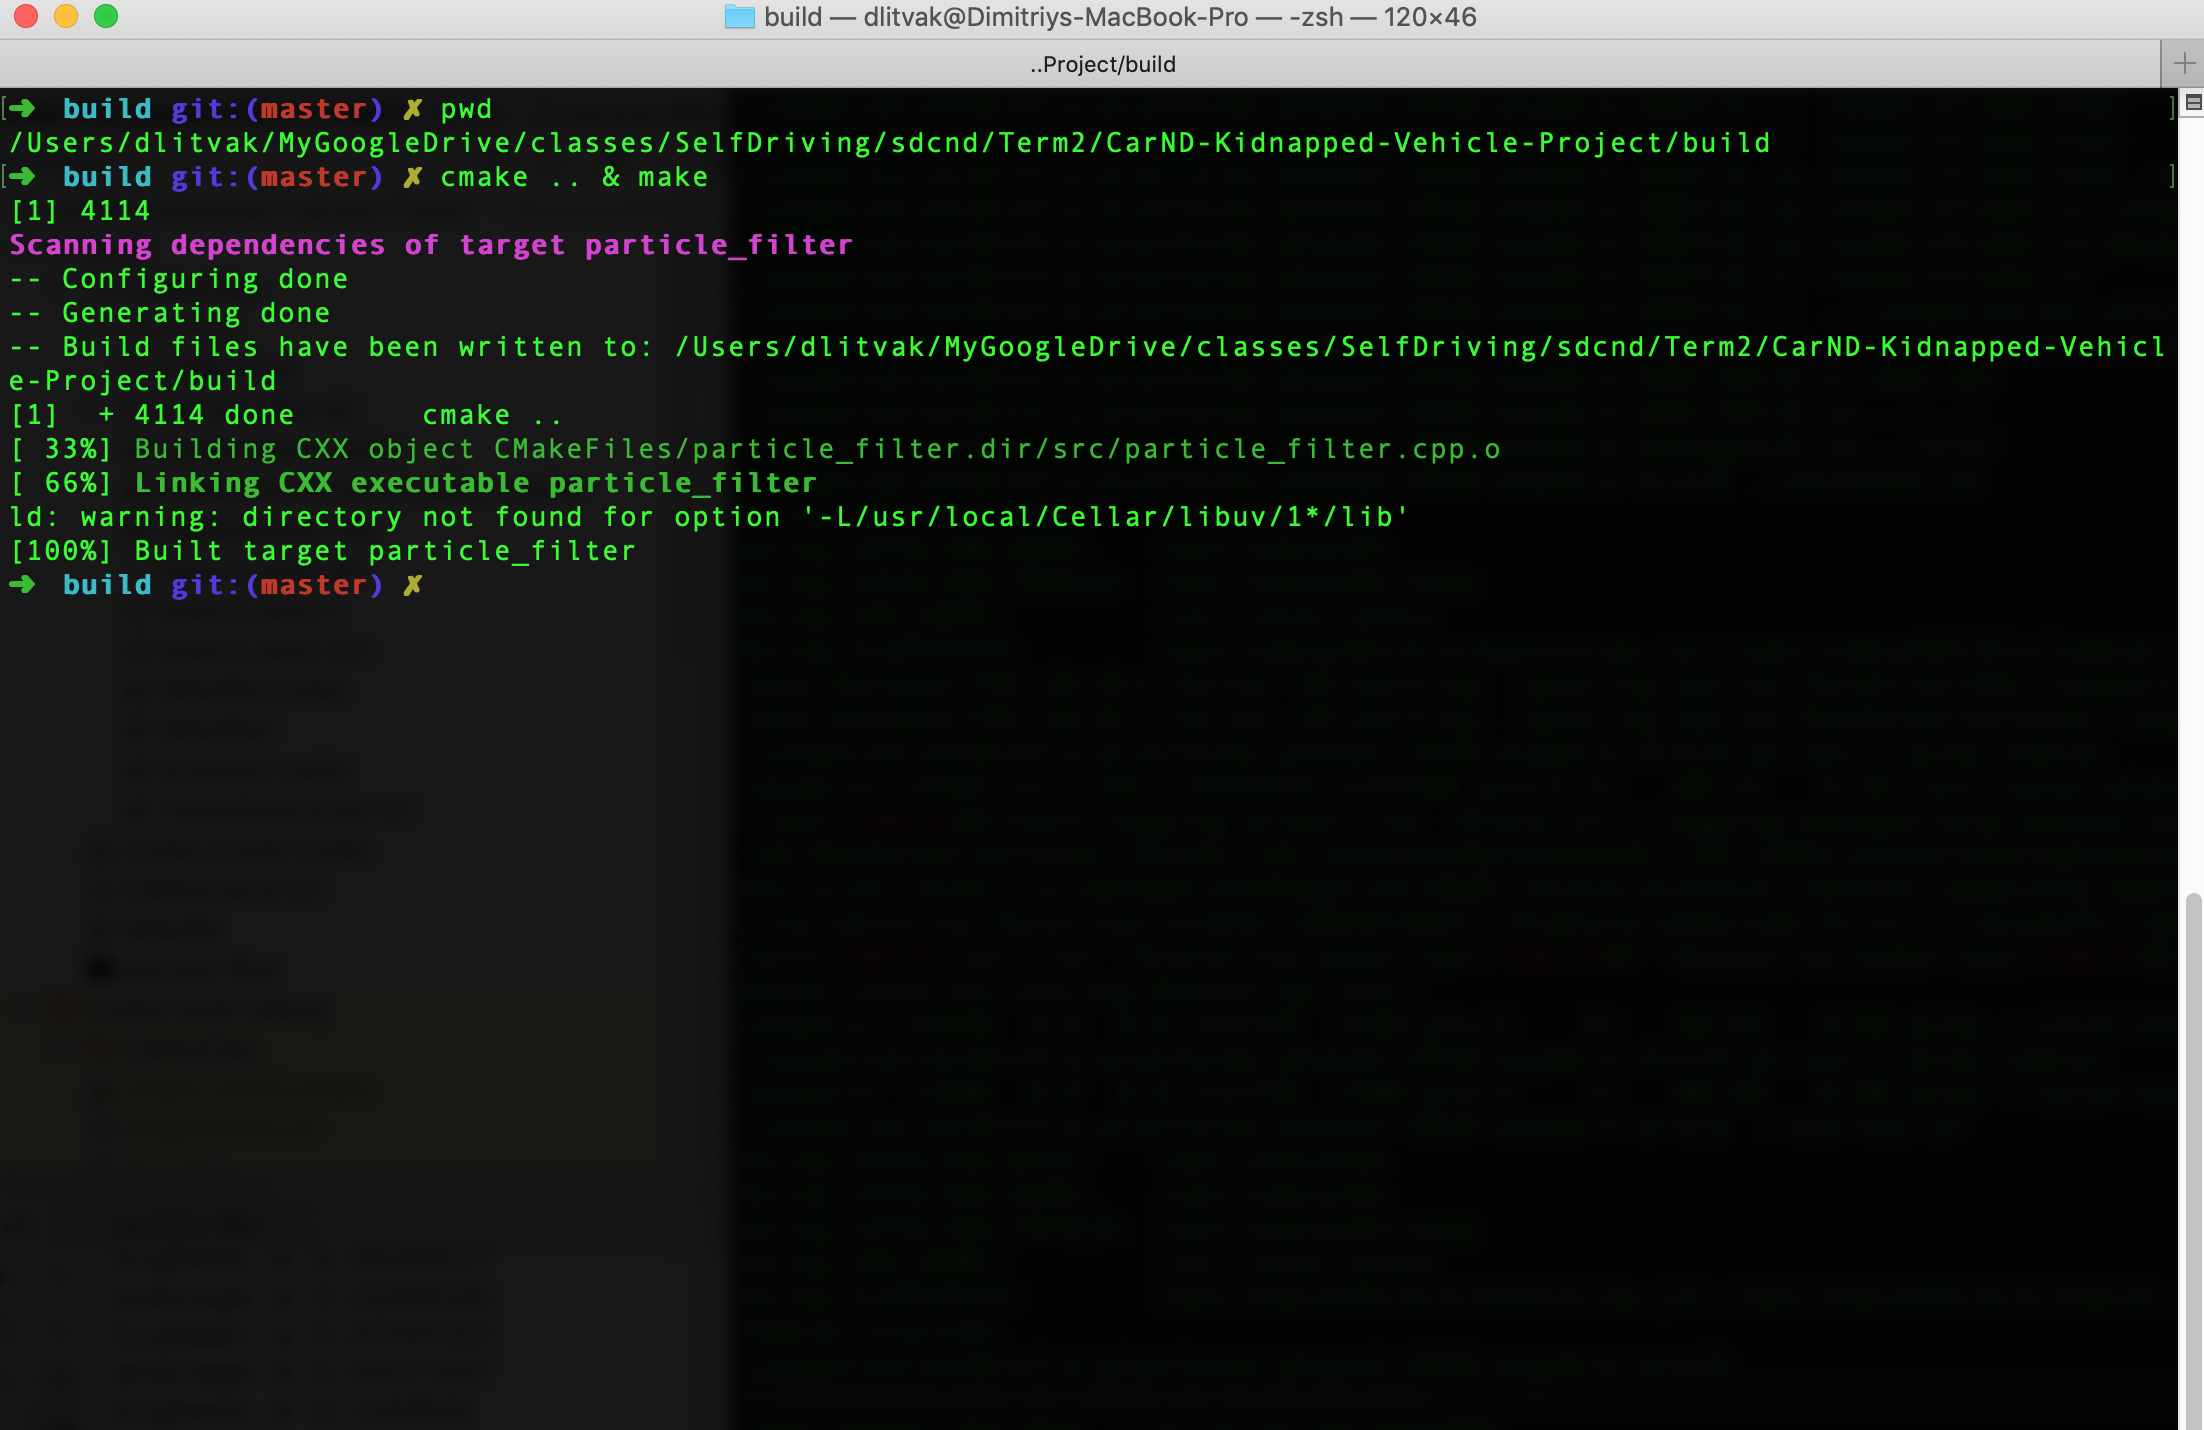 build — dlitvak@Dimitriys-MacBook-Pro — -zsh — 120×46
..Project/build
[➜  build git:(master) ✗ pwd ]
/Users/dlitvak/MyGoogleDrive/classes/SelfDriving/sdcnd/Term2/CarND-Kidnapped-Vehicle-Project/build
[➜  build git:(master) ✗ cmake .. & make ]
[1] 4114
Scanning dependencies of target particle_filter
-- Configuring done
-- Generating done
-- Build files have been written to: /Users/dlitvak/MyGoogleDrive/classes/SelfDriving/sdcnd/Term2/CarND-Kidnapped-Vehicl
e-Project/build
[1]  + 4114 done       cmake ..
[ 33%] Building CXX object CMakeFiles/particle_filter.dir/src/particle_filter.cpp.o
[ 66%] Linking CXX executable particle_filter
ld: warning: directory not found for option '-L/usr/local/Cellar/libuv/1*/lib'
[100%] Built target particle_filter
➜  build git:(master) ✗